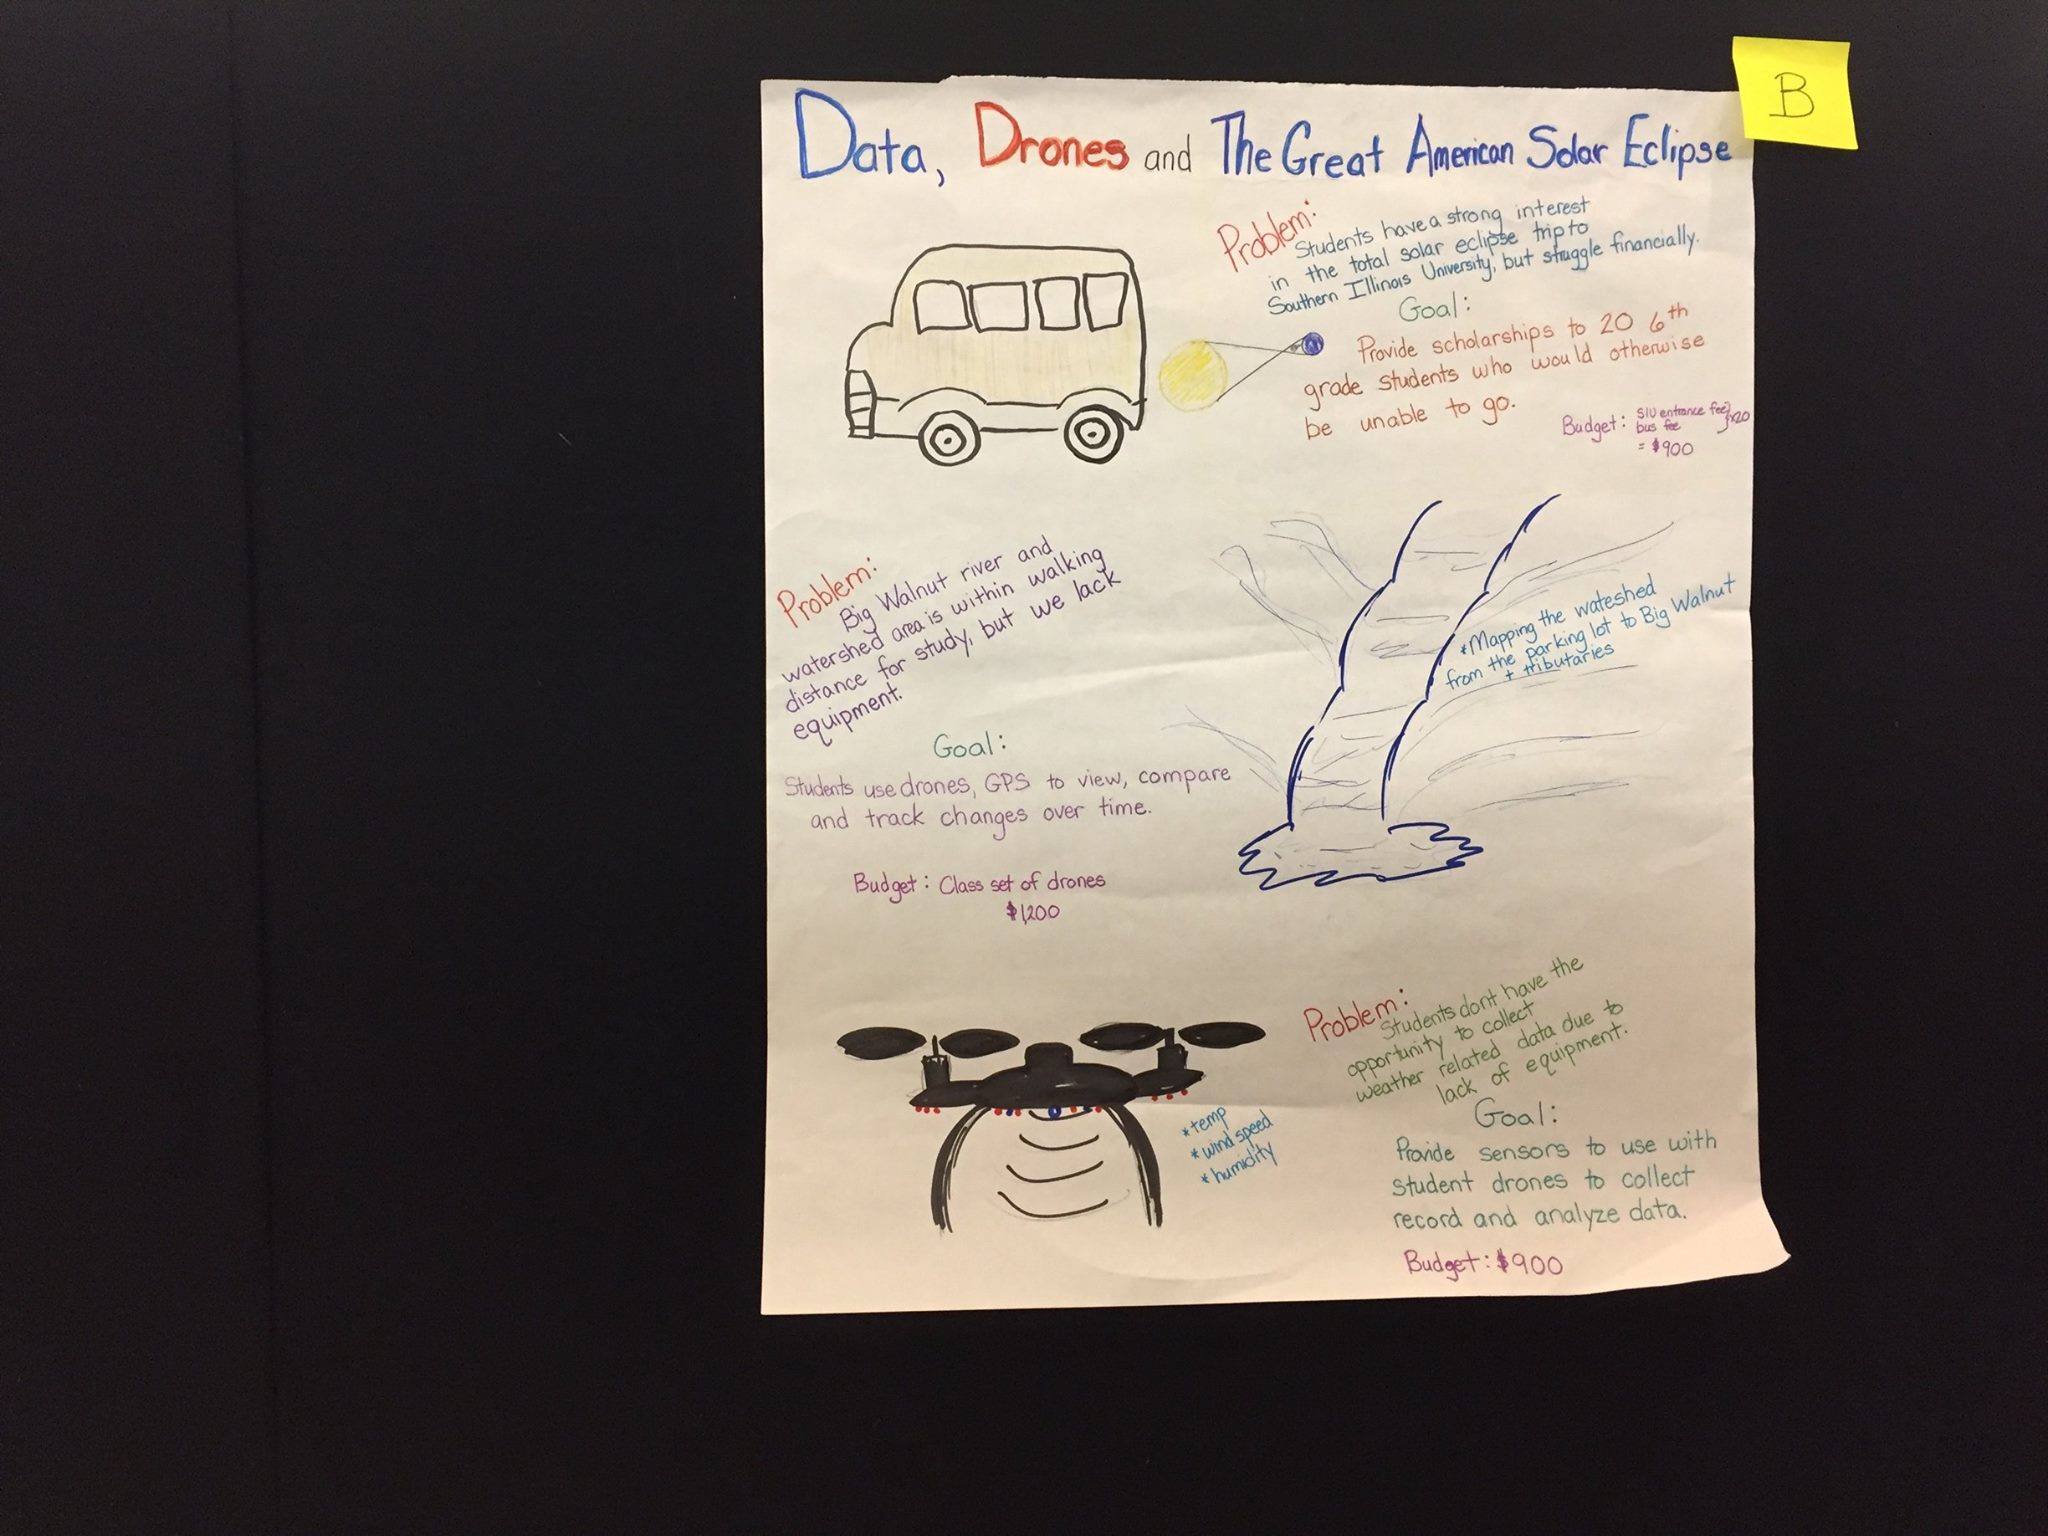 B
Data, Drones and The Great American Solar Eclipse
Problem:
Students have a strong interest
in the total solar eclipse trip to
Southern Illinois University, but struggle financially.
Goal:
Provide scholarships to 20 6th
grade students who would otherwise
be unable to go.
Budget: SIU entrance fee } x20
bus fee
= $900
Problem:
Big Walnut river and
watershed area is within walking
distance for study, but we lack
equipment.
Goal:
Students use drones, GPS to view, compare
and track changes over time.
Budget: Class set of drones
$1,200
*Mapping the wateshed
from the parking lot to Big Walnut
+ tributaries
Problem:
Students dont have the
opportunity to collect
weather related data due to
lack of equipment.
Goal:
Provide sensors to use with
student drones to collect
record and analyze data.
Budget: $900
*temp
*wind speed
*humidity